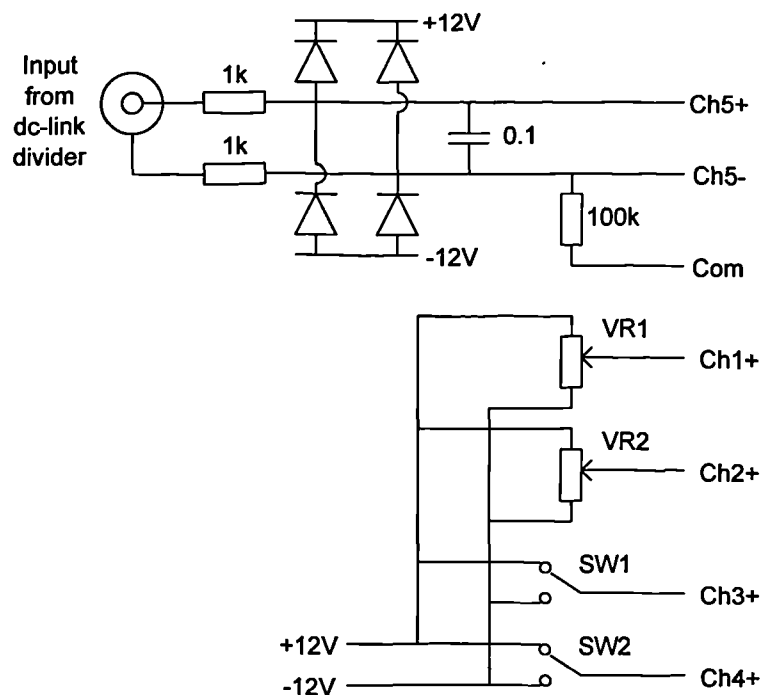 +12V
Input
from
dc-link
divider
1k
Ch5+
0.1
1k
Ch5-
100k
-12V
Com
VR1
Ch1+
VR2
Ch2+
SW1
Ch3+
+12V
SW2
-12V
Ch4+